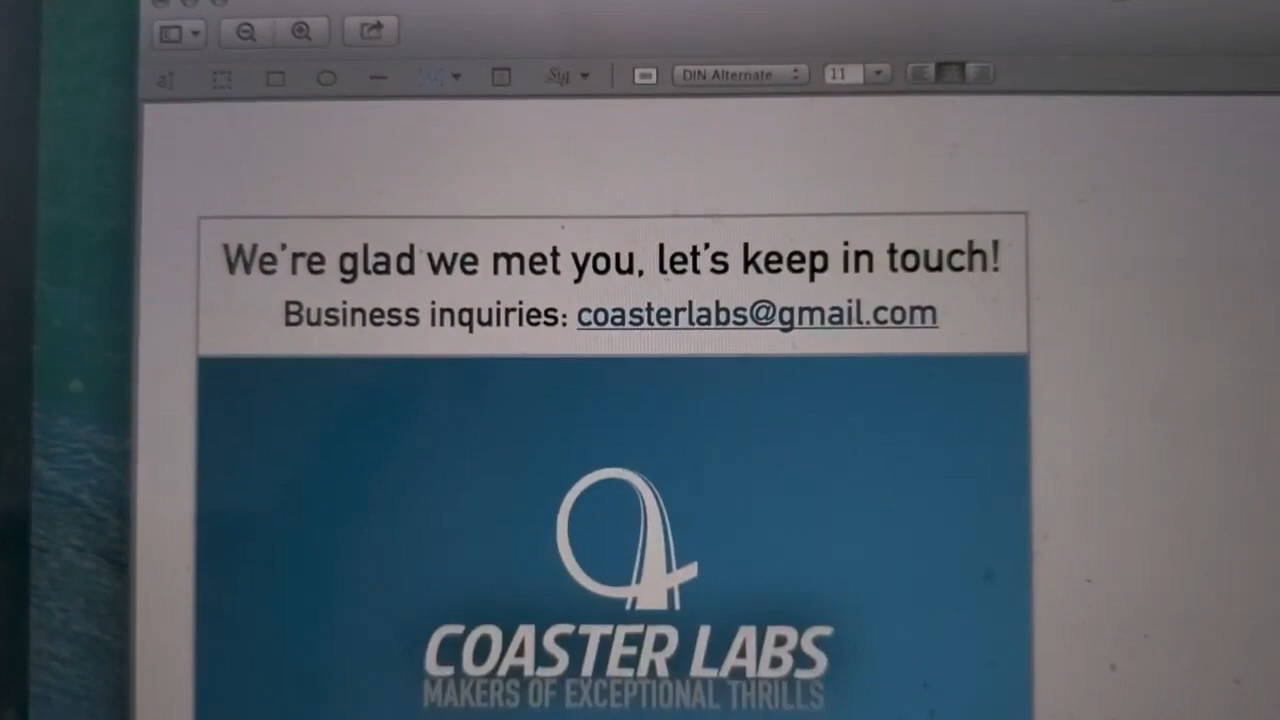 DIN Alternate 11
We're glad we met you, let's keep in touch!
Business inquiries: coasterlabs@gmail.com
COASTER LABS
MAKERS OF EXCEPTIONAL THRILLS